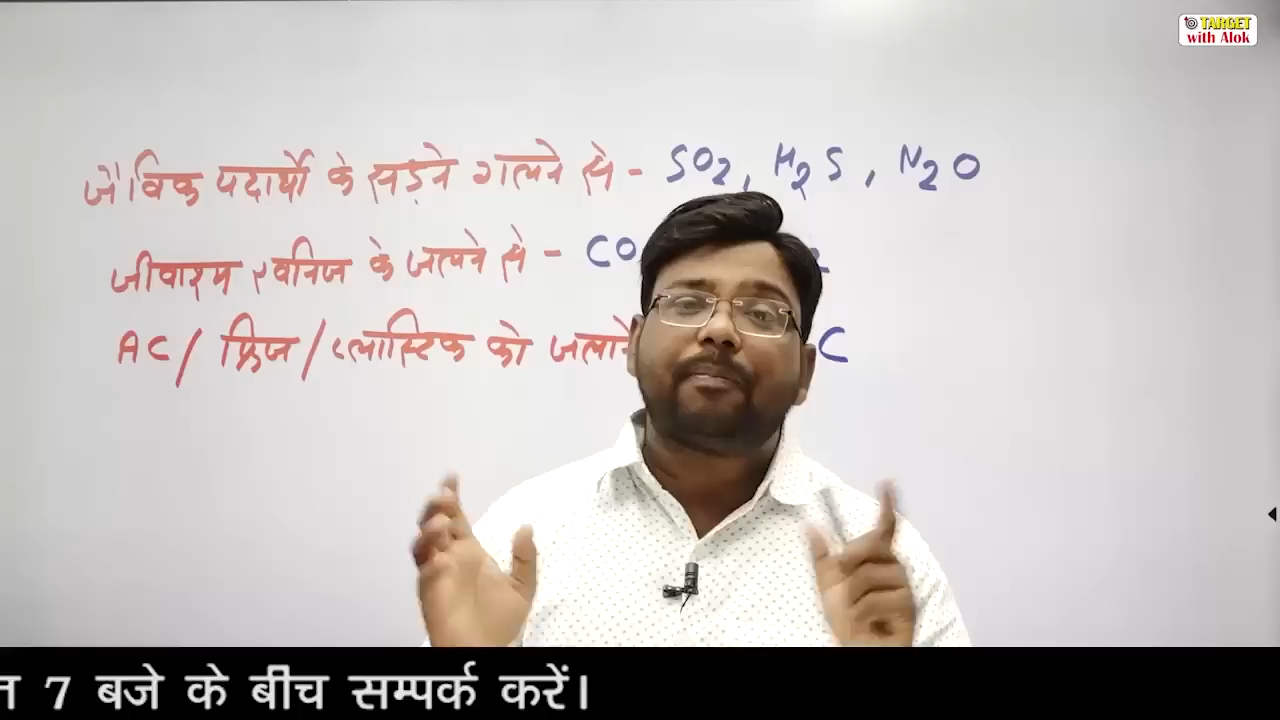 TARGET
with Alok
जैविक पदार्थो के सड़ने गलने से - SO2, H2S, N2O
जीवाश्म खनिज के जलने से - CO
AC/ फ्रिज/प्लास्टिक को जलाने C
7 बजे के बीच सम्पर्क करें।